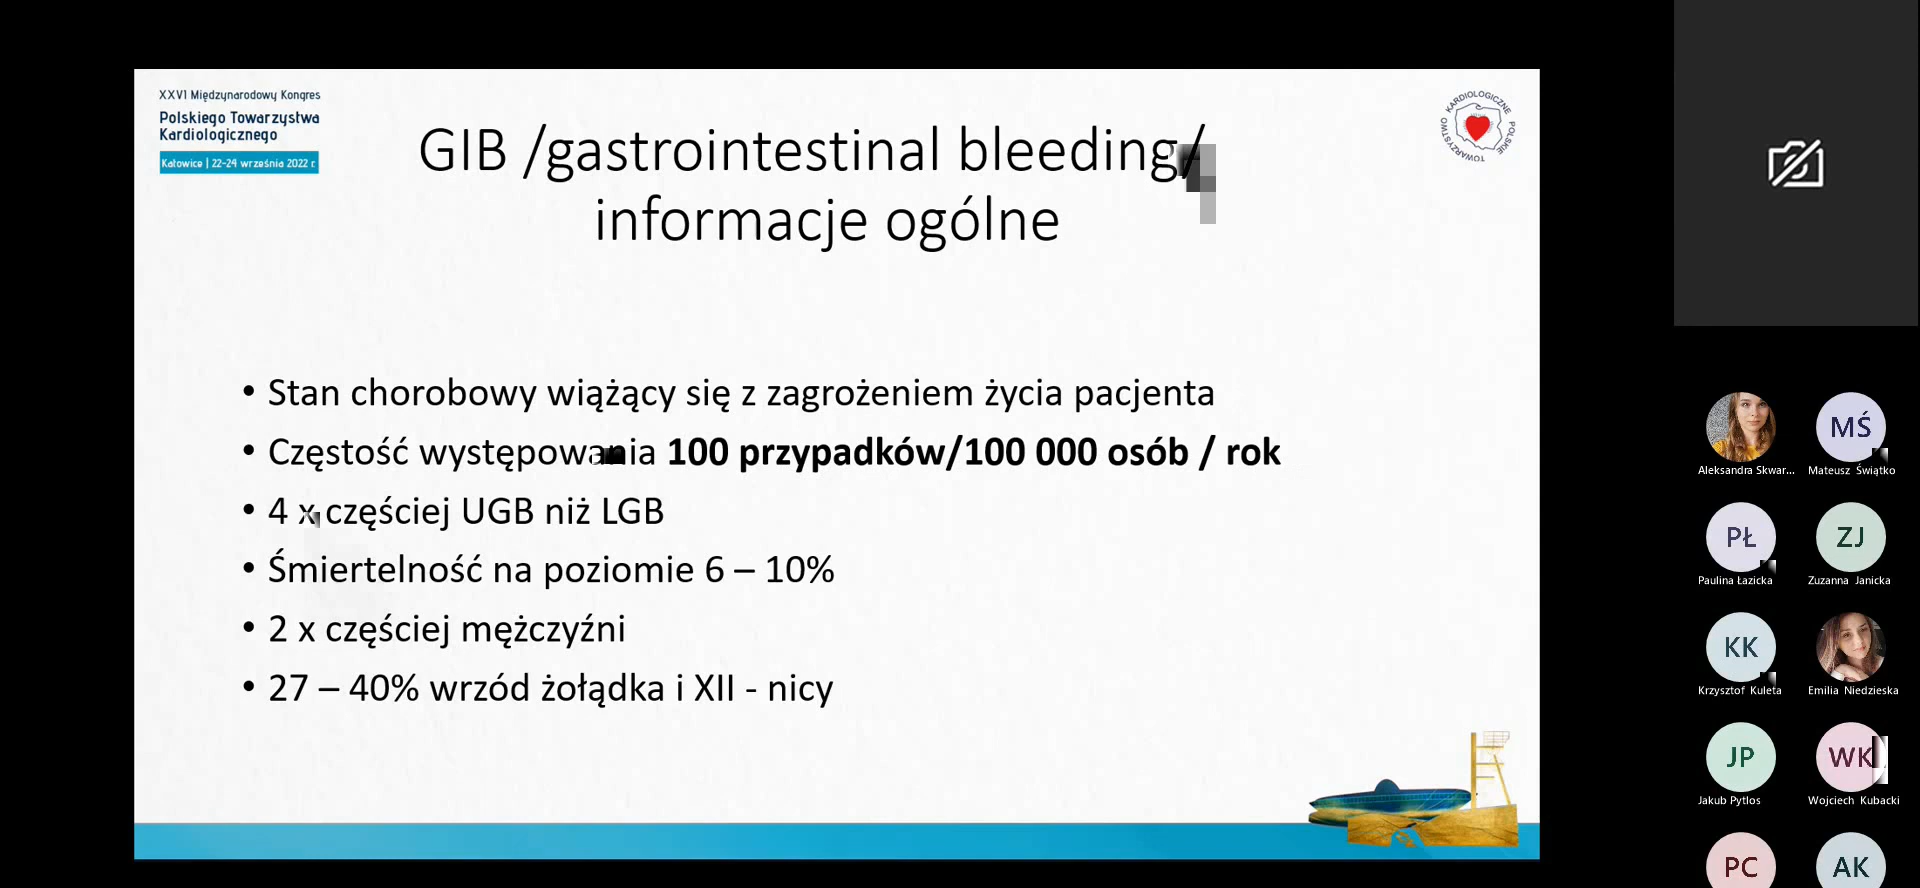 XXVI Międzynarodowy Kongres
Polskiego Towarzystwa
Kardiologicznego
Katowice | 22-24 września 2022 r.
GIB /gastrointestinal bleeding/
informacje ogólne
POLSKIE TOWARZYSTWO KARDIOLOGICZNE
• Stan chorobowy wiążący się z zagrożeniem życia pacjenta
• Częstość występowania 100 przypadków/100 000 osób / rok
• 4 x częściej UGB niż LGB
• Śmiertelność na poziomie 6 – 10%
• 2 x częściej mężczyźni
• 27 – 40% wrzód żołądka i XII - nicy
Aleksandra Skwar...
MŚ
Mateusz Świątko
PŁ
Paulina Łazicka
ZJ
Zuzanna Janicka
KK
Krzysztof Kuleta
Emilia Niedzieska
JP
Jakub Pytlos
WK
Wojciech Kubacki
PC
AK